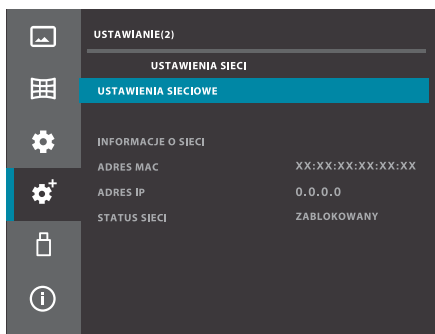 USTAWIANIE(2)
USTAWIENIA SIECI
USTAWIENIA SIECIOWE
INFORMACJE O SIECI
ADRES MAC XX:XX:XX:XX:XX:XX
ADRES IP 0.0.0.0
STATUS SIECI ZABLOKOWANY